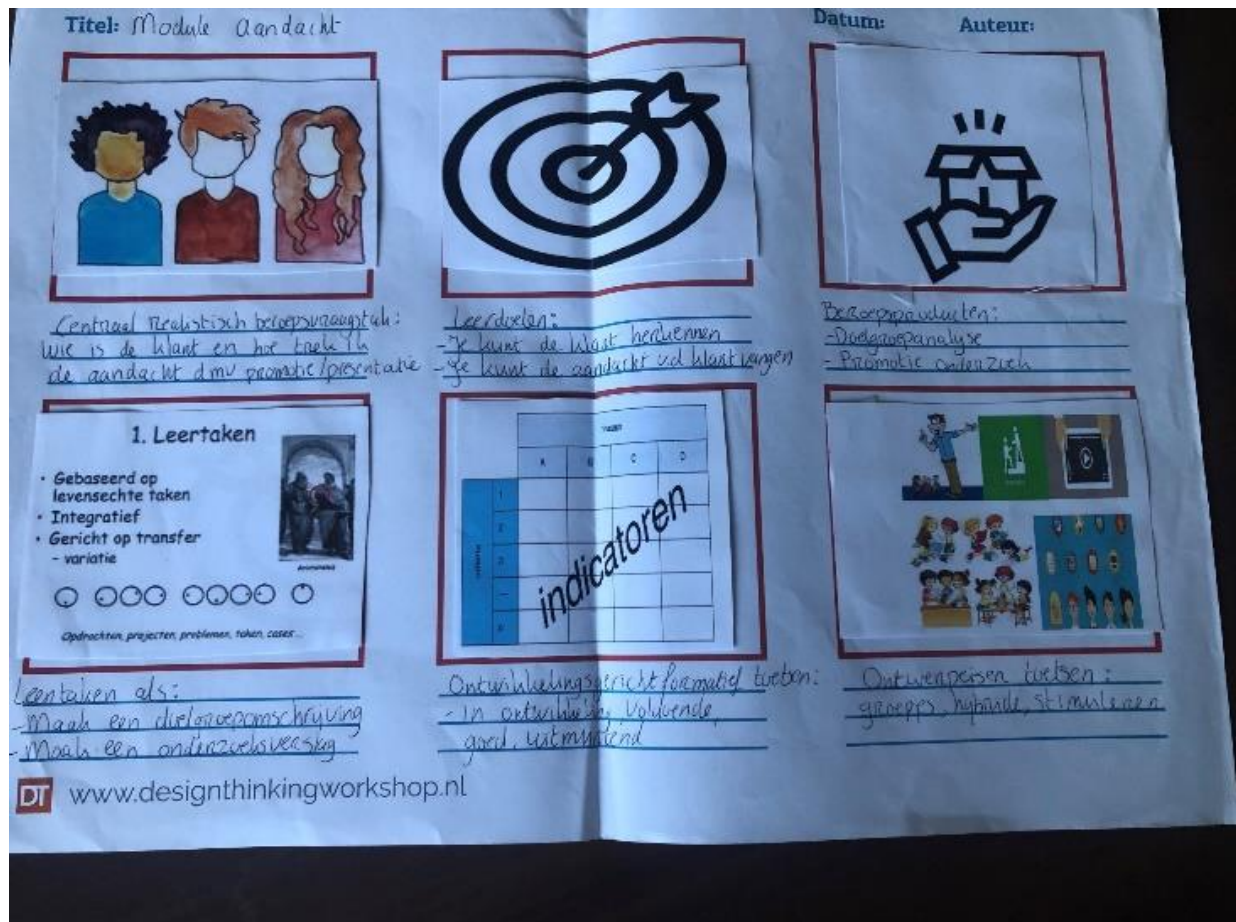 Titel: Module aandacht
Datum:
Auteur:
Centraal Realistisch beroepsvraagstuk:
wie is de klant en hoe trek ik
de aandacht dmv promotie/presentatie
Leerdoelen:
- Je kunt de klant herkennen
- Je kunt de aandacht v.d klant vangen
Beroepsproducten:
- Doelgroepanalyse
- Promotie onderzoek
1. Leertaken
• Gebaseerd op
levensechte taken
• Integratief
• Gericht op transfer
- variatie
Opdrachten, projecten, problemen, taken, cases...
A B C D
indicatoren
Leertaken als:
- Maak een doelgroepomschrijving
- Maak een onderzoeksverslag
Ontwikkelingsgericht formatief toetsen:
- In ontwikkeling, voldoende,
goed, uitmuntend
Ontwerpeisen toetsen:
groepjes, hybride, stimuleren
DT www.designthinkingworkshop.nl